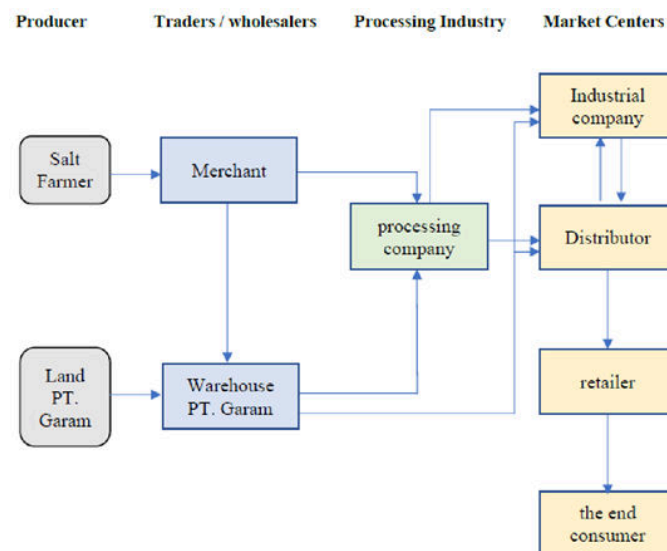 Producer
Traders / wholesalers
Processing Industry
Market Centers
Industrial
company
Salt
Farmer
Merchant
processing
company
Distributor
Land
PT.
Garam
Warehouse
PT. Garam
retailer
the end
consumer